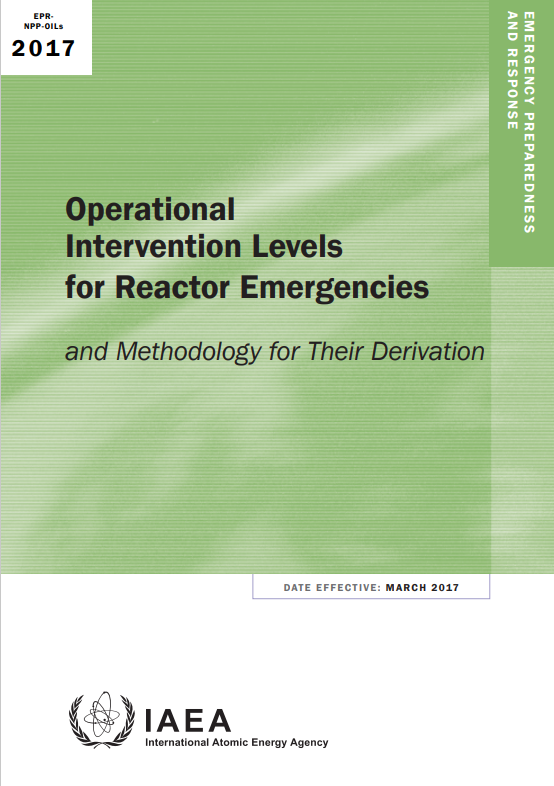 EPR-
NPP-OILs
2017
EMERGENCY PREPAREDNESS
AND RESPONSE
Operational
Intervention Levels
for Reactor Emergencies
and Methodology for Their Derivation
DATE EFFECTIVE: MARCH 2017
IAEA
International Atomic Energy Agency